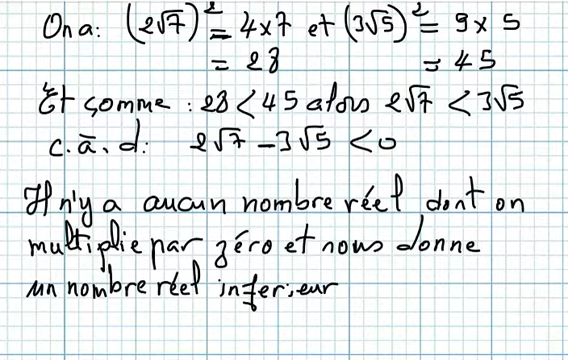 On a: (2√7)² = 4×7 et (3√5)² = 9×5
= 28 = 45
Et comme : 28 < 45 alors 2√7 < 3√5
c.ā.d: 2√7 - 3√5 < 0
Il n'y a aucun nombre réel dont on
multiplie par zéro et nous donne
un nombre réel inferieur